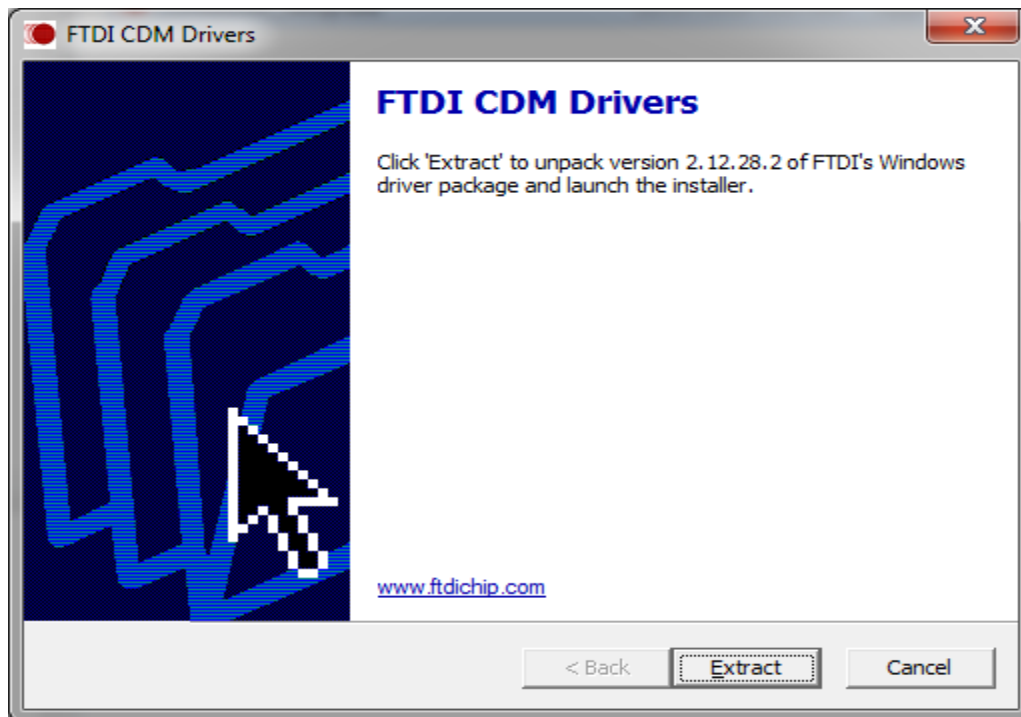 FTDI CDM Drivers
FTDI CDM Drivers
Click 'Extract' to unpack version 2.12.28.2 of FTDI's Windows
driver package and launch the installer.
www.ftdichip.com
< Back
Extract
Cancel